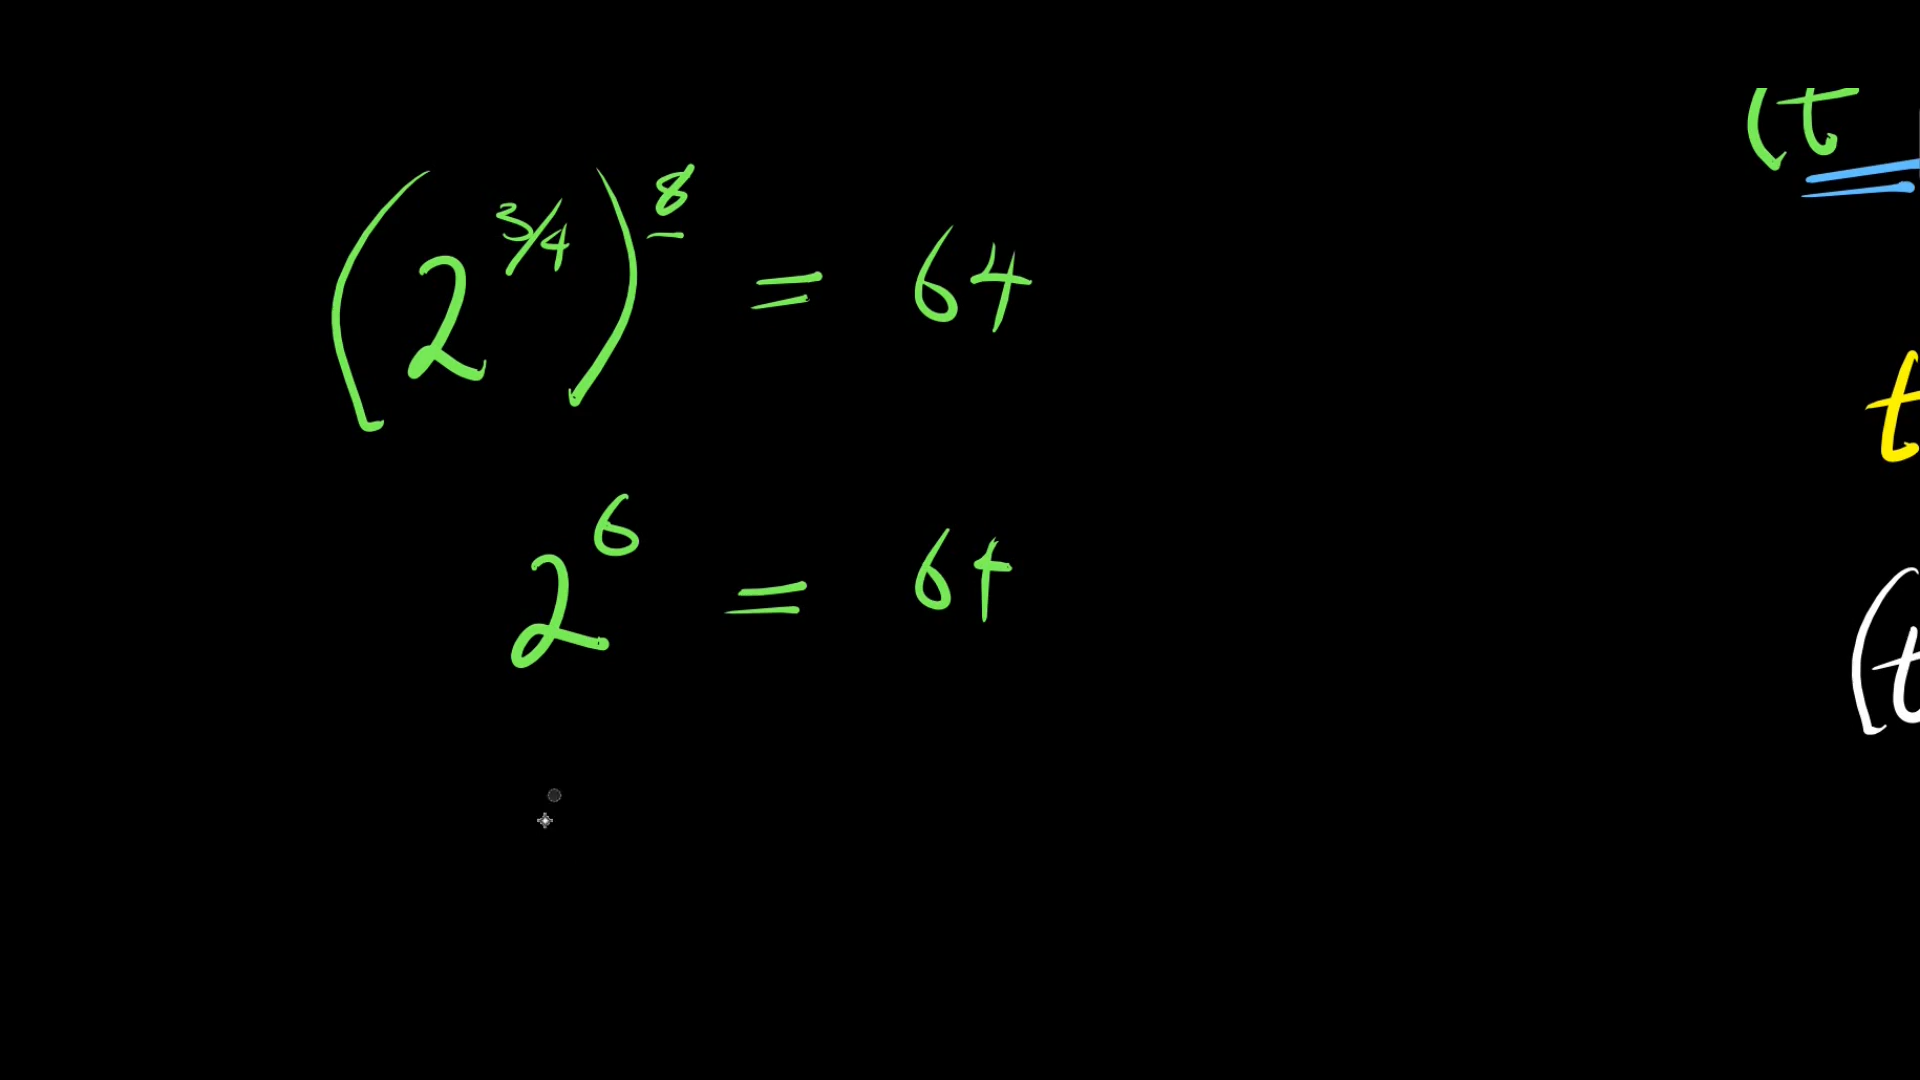 (t
(2^{3/4})^8 = 64
t
2^6 = 64
(t